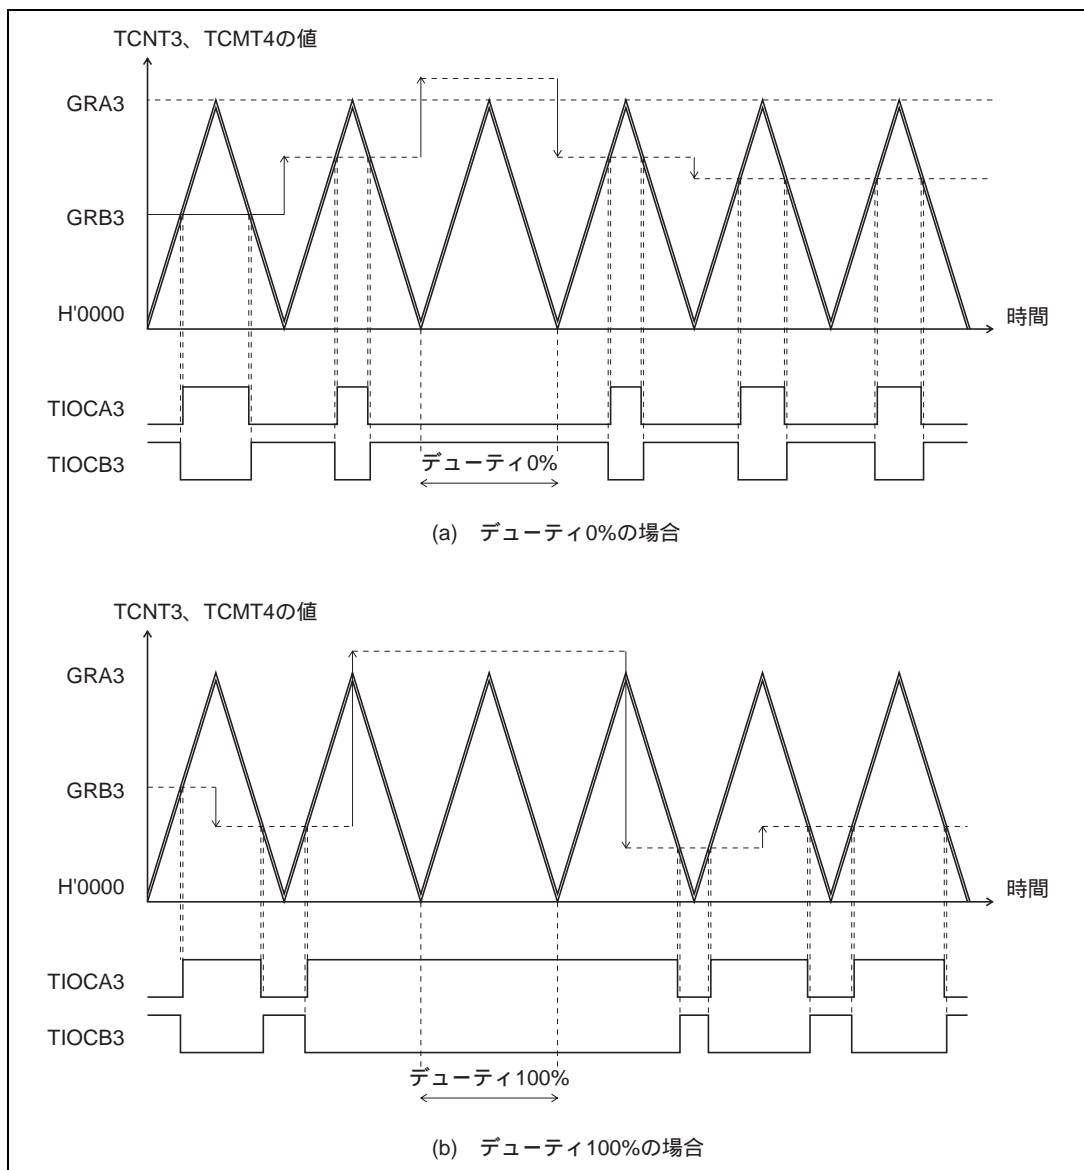 TCNT3、TCMT4の値
GRA3
GRB3
H'0000
時間
TIOCA3
TIOCB3
デューティ0%
(a) デューティ0%の場合
TCNT3、TCMT4の値
GRA3
GRB3
H'0000
時間
TIOCA3
TIOCB3
デューティ100%
(b) デューティ100%の場合